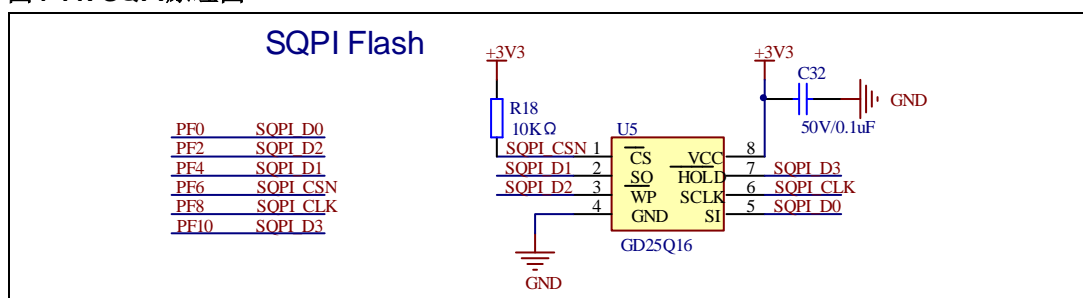 SQPI Flash
+3V3
+3V3
C32
GND
50V/0.1uF
R18
10KΩ
U5
PF0 SQPI_D0
PF2 SQPI_D2
PF4 SQPI_D1
PF6 SQPI_CSN
PF8 SQPI_CLK
PF10 SQPI_D3
SQPI_CSN 1 CS VCC 8
SQPI_D1 2 SO HOLD 7 SQPI_D3
SQPI_D2 3 WP SCLK 6 SQPI_CLK
4 GND SI 5 SQPI_D0
GD25Q16
GND